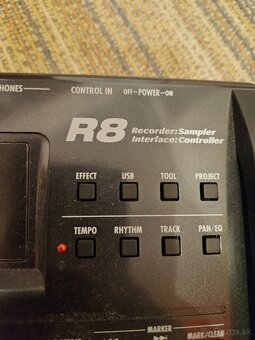 PHONES
CONTROL IN
OFF-POWER-ON
R8
Recorder:Sampler
Interface:Controller
EFFECT USB TOOL PROJECT
TEMPO RHYTHM TRACK PAN/EQ
MARKER
MARK/CLEAR